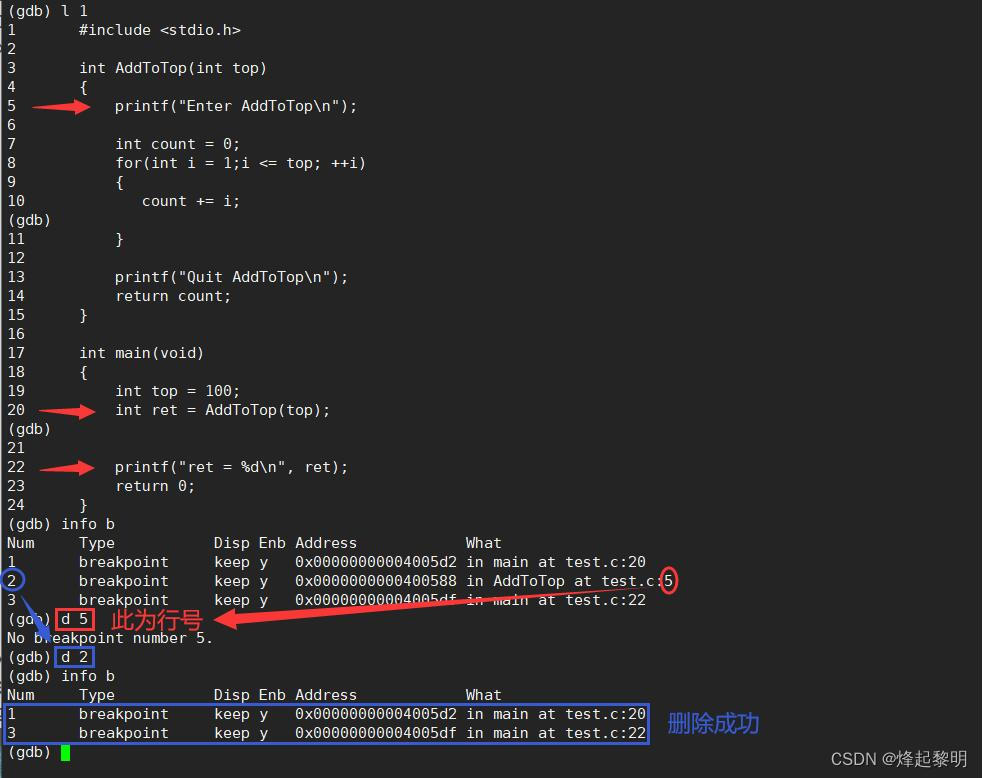 (gdb) l 1
1 #include <stdio.h>
2
3 int AddToTop(int top)
4 {
5 printf("Enter AddToTop\n");
6
7 int count = 0;
8 for(int i = 1;i <= top; ++i)
9 {
10 count += i;
(gdb)
11 }
12
13 printf("Quit AddToTop\n");
14 return count;
15 }
16
17 int main(void)
18 {
19 int top = 100;
20 int ret = AddToTop(top);
(gdb)
21
22 printf("ret = %d\n", ret);
23 return 0;
24 }
(gdb) info b
Num Type Disp Enb Address What
1 breakpoint keep y 0x00000000004005d2 in main at test.c:20
2 breakpoint keep y 0x0000000000400588 in AddToTop at test.c:5
3 breakpoint keep y 0x00000000004005df in main at test.c:22
(gdb) d 5 此为行号
No breakpoint number 5.
(gdb) d 2
(gdb) info b
Num Type Disp Enb Address What
1 breakpoint keep y 0x00000000004005d2 in main at test.c:20
3 breakpoint keep y 0x00000000004005df in main at test.c:22
删除成功
(gdb)
CSDN @烽起黎明